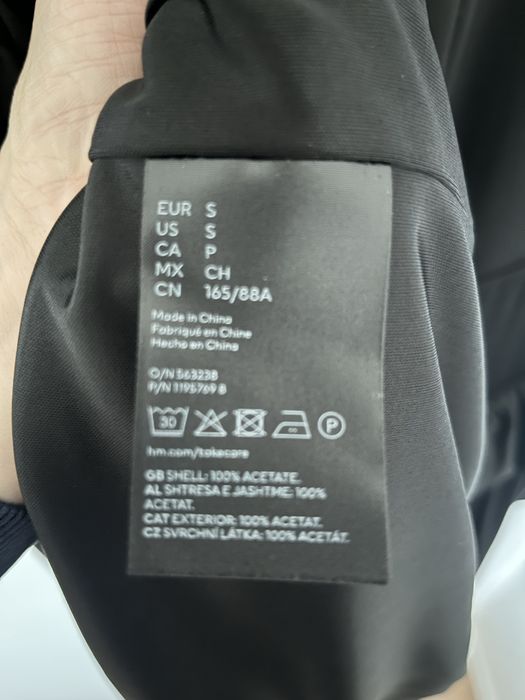 EUR S
US S
CA P
MX CH
CN 165/88A
Made in China
Fabriqué en Chine
Hecho en China
O/N 563238
P/N 1195769 8
30 P
hm.com/takecare
GB SHELL: 100% ACETATE.
AL SHTRESA E JASHTME: 100%
ACETAT.
CAT EXTERIOR: 100% ACETAT.
CZ SVRCHNÍ LÁTKA: 100% ACETÁT.